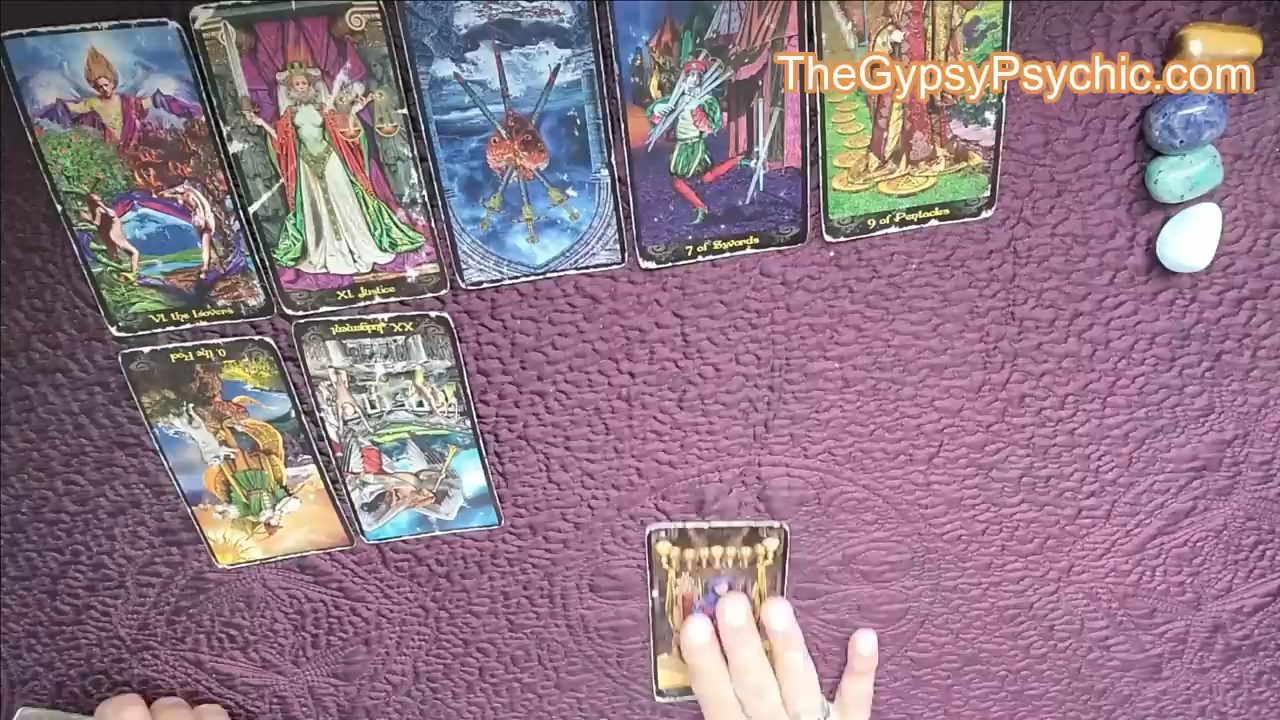 TheGypsyPsychic.com
9 of Pentacles
7 of Swords
XI. Justice
VI. the Lovers
XX. Judgement
0. the Fool